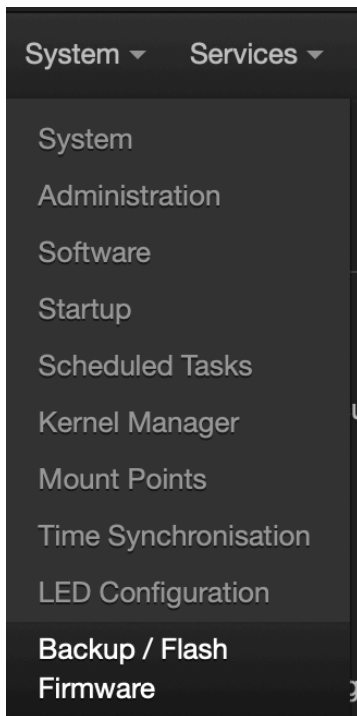 System Services
System
Administration
Software
Startup
Scheduled Tasks
Kernel Manager
Mount Points
Time Synchronisation
LED Configuration
Backup / Flash
Firmware